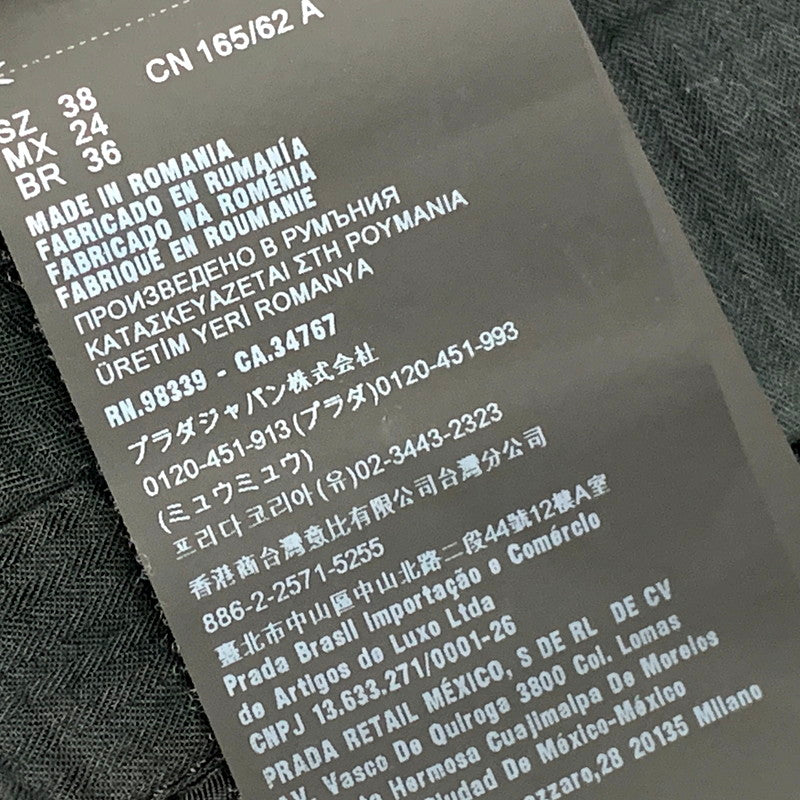 CN 165/62 A
SZ 38
MX 24
BR 36
MADE IN ROMANIA
FABRICADO EN RUMANÍA
FABRICADO NA ROMÉNIA
FABRIQUÉ EN ROUMANIE
ПРОИЗВЕДЕНО В РУМЪНИЯ
ΚΑΤΑΣΚΕΥΑΖΕΤΑΙ ΣΤΗ ΡΟΥΜΑΝΙΑ
ÜRETİM YERİ ROMANYA
RN.98339 - CA.34767
プラダジャパン株式会社
0120-451-913(プラダ)0120-451-993
(ミュウミュウ)
프라다 코리아 (유)02-3443-2323
香港商台灣意比有限公司台灣分公司
886-2-2571-5255
臺北市中山區中山北路二段44號12樓A室
Prada Brasil Importação e Comércio
de Artigos de Luxo Ltda
CNPJ 13.633.271/0001-26
PRADA RETAIL MÉXICO, S DE RL DE CV
AV. Vasco De Quiroga 3800 Col. Lomas
Hermosa Cuajimalpa De Morelos
Ciudad De México-México
28 20135 Milano